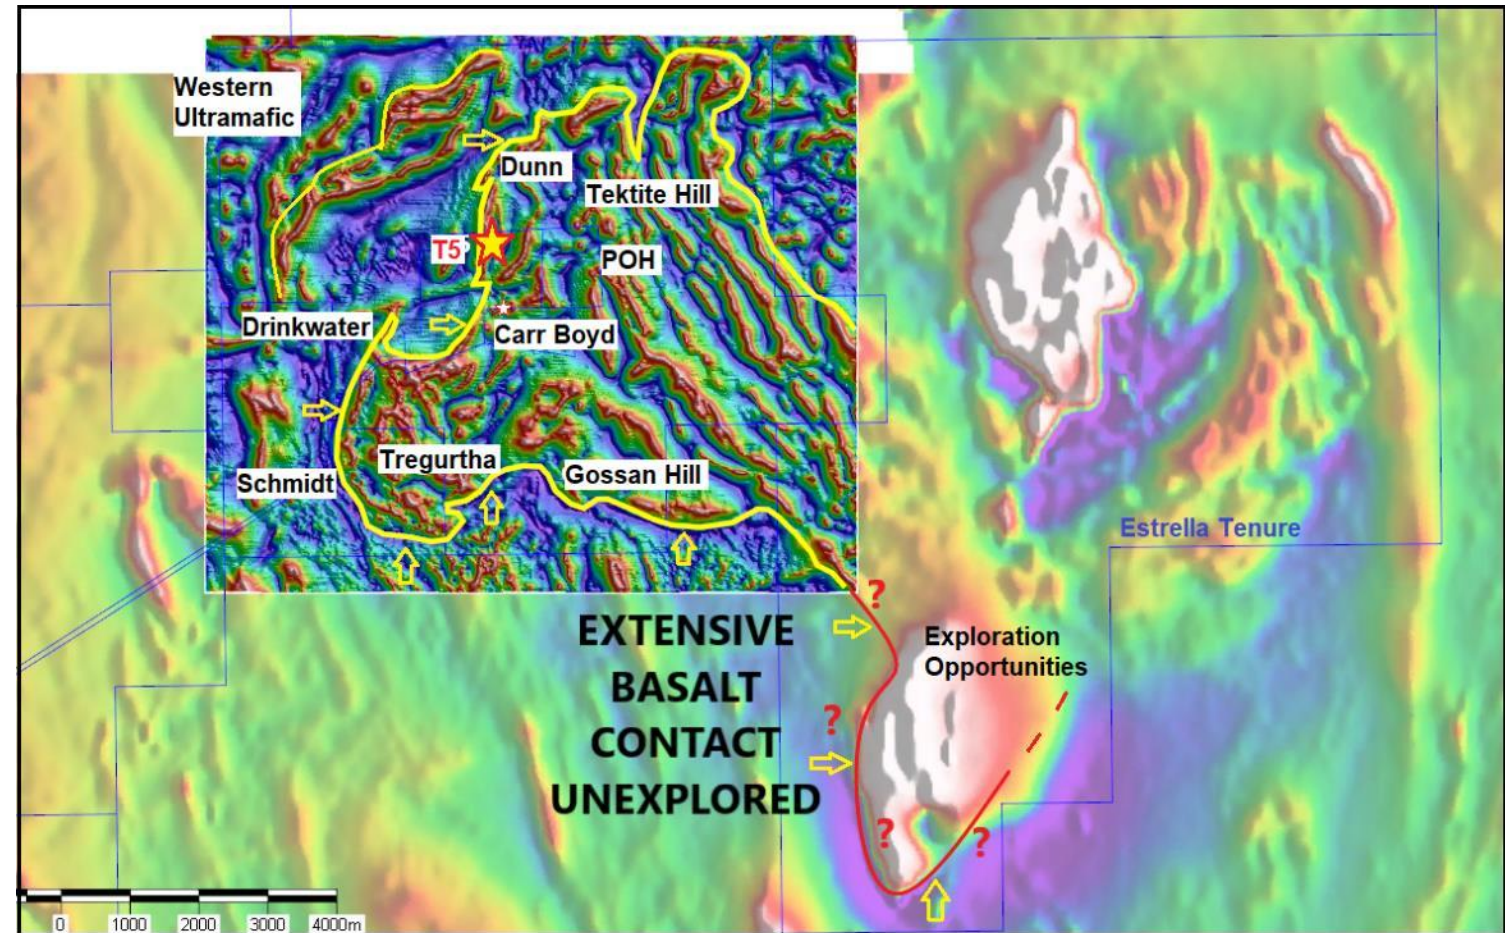 Western
Ultramafic
Dunn
Tektite Hill
T5
POH
Drinkwater
Carr Boyd
Tregurtha
Schmidt
Gossan Hill
Estrella Tenure
?
EXTENSIVE
BASALT
CONTACT
UNEXPLORED
Exploration
Opportunities
?
?
?
0 1000 2000 3000 4000m